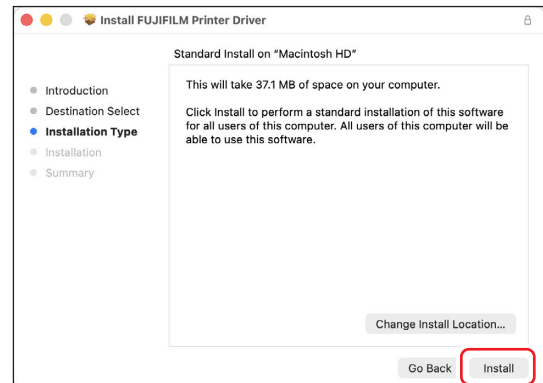 Install FUJIFILM Printer Driver
Standard Install on "Macintosh HD"
Introduction
Destination Select
Installation Type
Installation
Summary
This will take 37.1 MB of space on your computer.
Click Install to perform a standard installation of this software
for all users of this computer. All users of this computer will be
able to use this software.
Change Install Location...
Go Back
Install